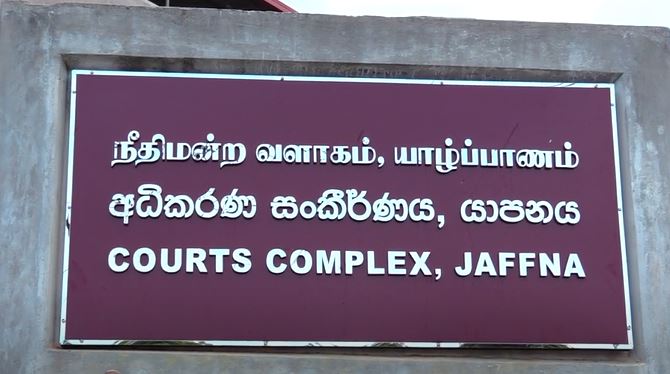 நீதிமன்ற வளாகம், யாழ்ப்பாணம்
අධිකරණ සංකීර්ණය, යාපනය
COURTS COMPLEX, JAFFNA